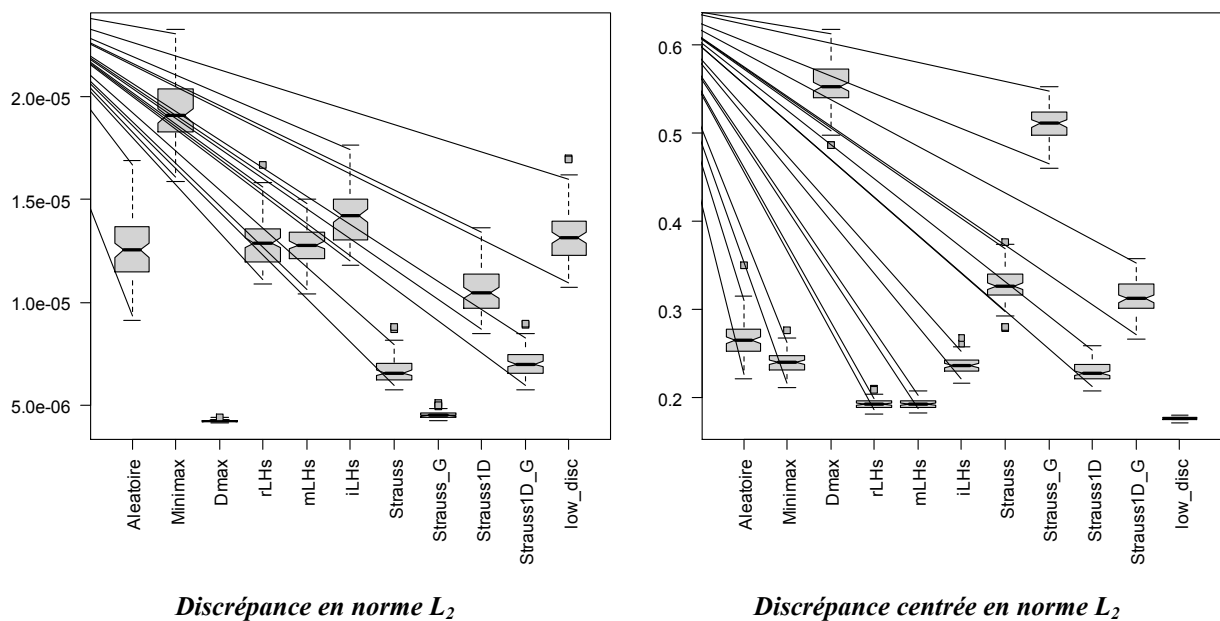 2.0e-05
1.5e-05
1.0e-05
5.0e-06
Aleatoire
Minimax
Dmax
rLHs
mLHs
iLHs
Strauss
Strauss_G
Strauss1D
Strauss1D_G
low_disc
Discrépance en norme L2
0.6
0.5
0.4
0.3
0.2
Aleatoire
Minimax
Dmax
rLHs
mLHs
iLHs
Strauss
Strauss_G
Strauss1D
Strauss1D_G
low_disc
Discrépance centrée en norme L2